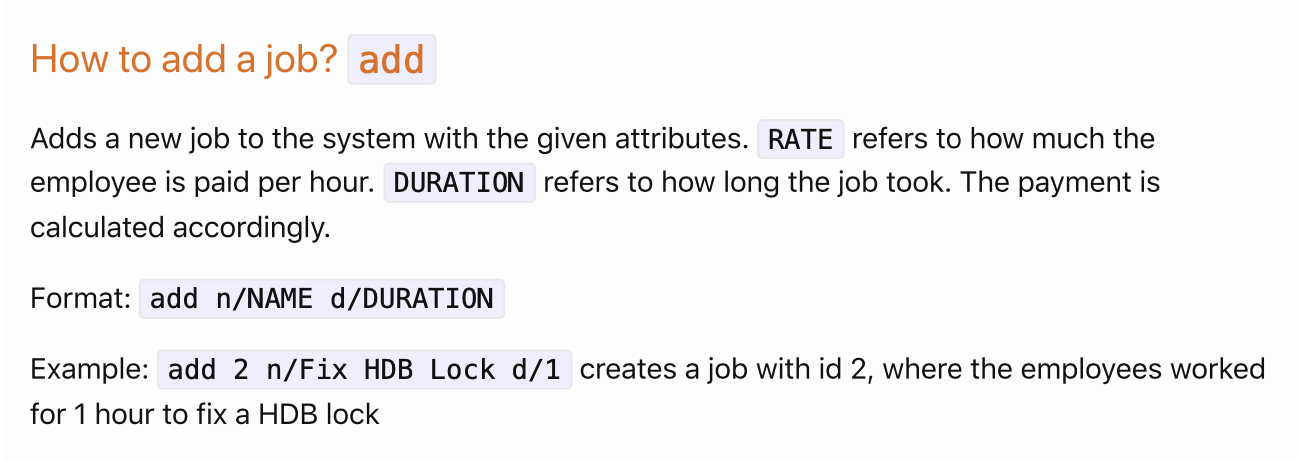 How to add a job? add
Adds a new job to the system with the given attributes. RATE refers to how much the
employee is paid per hour. DURATION refers to how long the job took. The payment is
calculated accordingly.
Format: add n/NAME d/DURATION
Example: add 2 n/Fix HDB Lock d/1 creates a job with id 2, where the employees worked
for 1 hour to fix a HDB lock